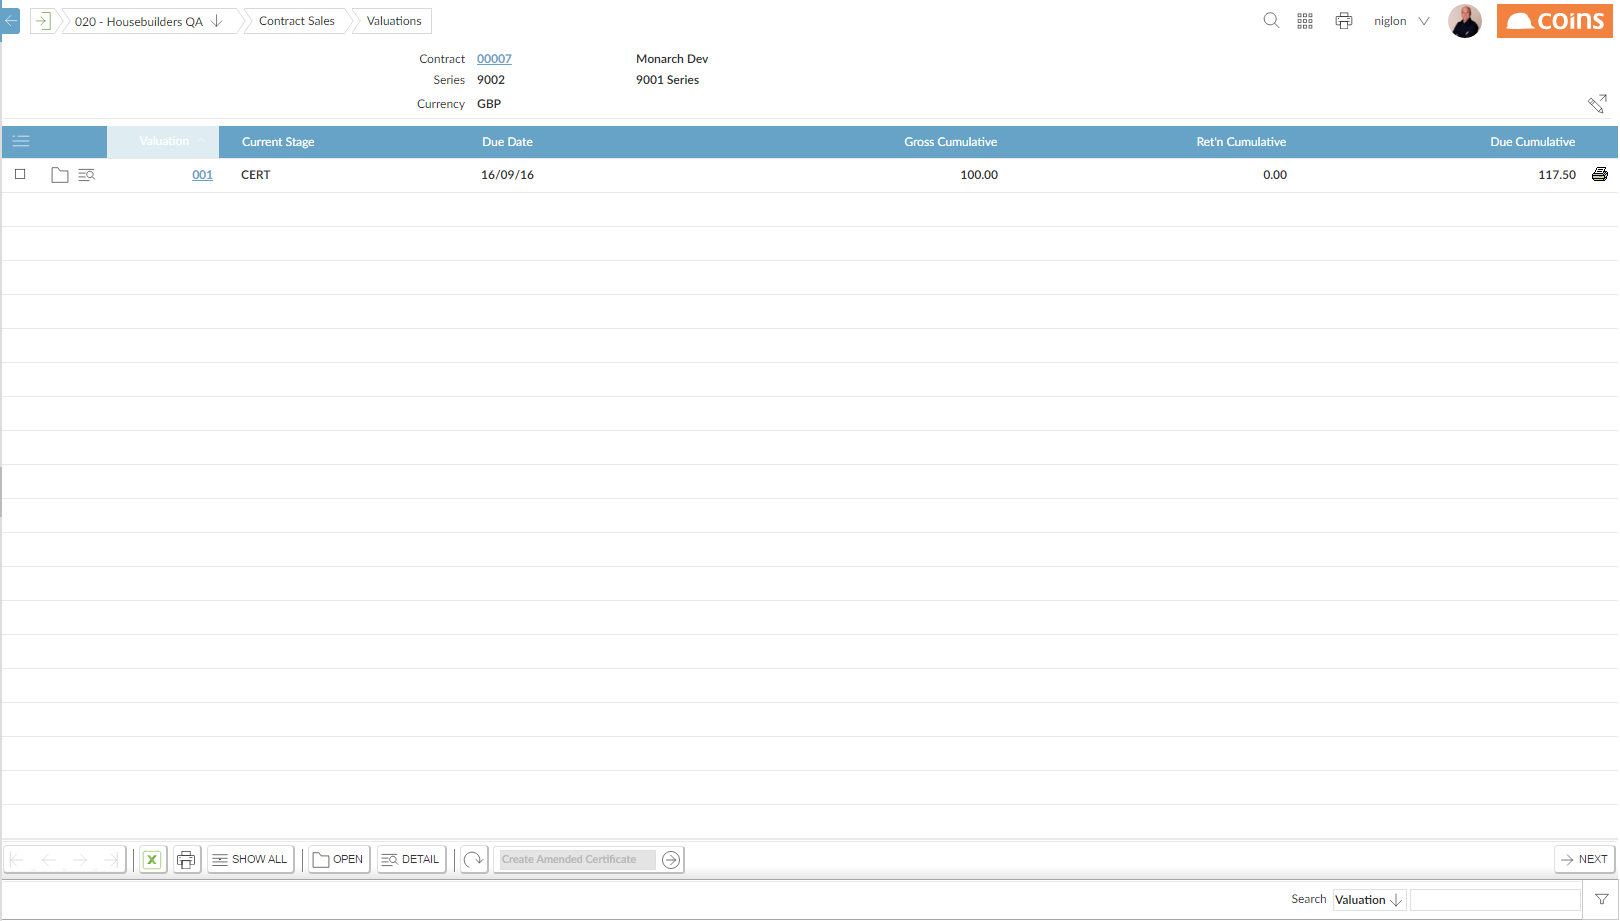 020 - Housebuilders QA Contract Sales Valuations niglon coins
Contract 00007 Monarch Dev
Series 9002 9001 Series
Currency GBP
Valuation Current Stage Due Date Gross Cumulative Ret'n Cumulative Due Cumulative
001 CERT 16/09/16 100.00 0.00 117.50
X SHOW ALL OPEN DETAIL Create Amended Certificate NEXT
Search Valuation